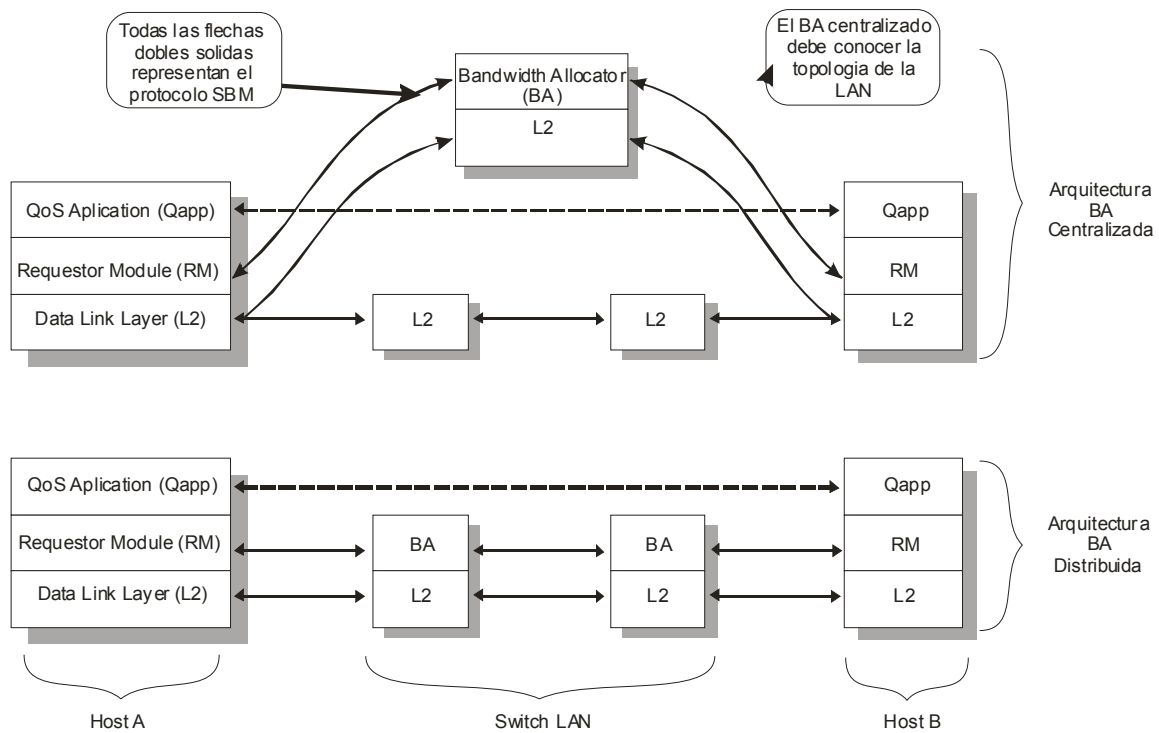 Todas las flechas
dobles solidas
representan el
protocolo SBM
El BA centralizado
debe conocer la
topologia de la
LAN
Bandwidth Allocator
(BA)
L2
QoS Aplication (Qapp)
Requestor Module (RM)
Data Link Layer (L2)
L2
L2
Qapp
RM
L2
Arquitectura
BA
Centralizada
QoS Aplication (Qapp)
Requestor Module (RM)
Data Link Layer (L2)
BA
L2
BA
L2
Qapp
RM
L2
Arquitectura
BA
Distribuida
Host A
Switch LAN
Host B